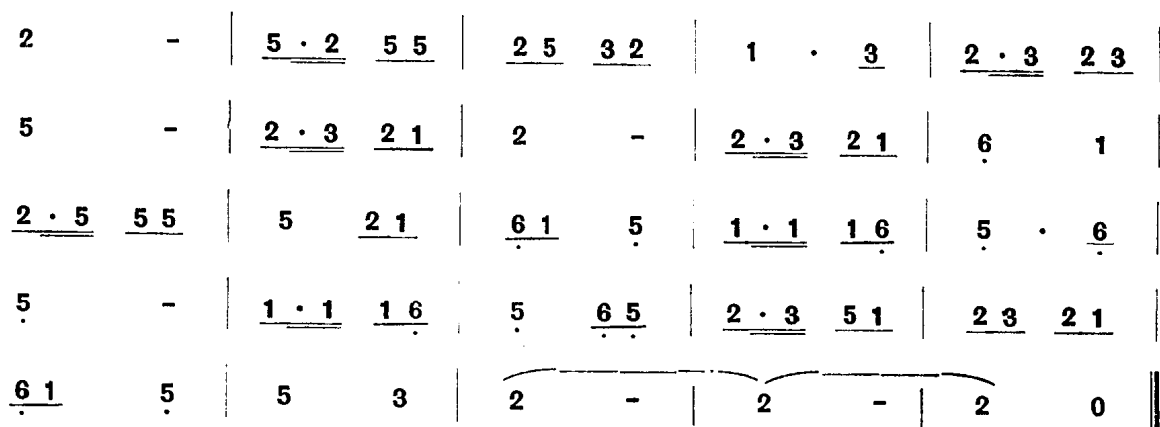 2 - | 5 · 2 5 5 | 2 5 3 2 | 1 · 3 | 2 · 3 2 3 |
5 - | 2 · 3 2 1 | 2 - | 2 · 3 2 1 | 6̣ 1 |
2 · 5 5 5 | 5 2 1 | 6̣ 1 5̣ | 1 · 1 1 6̣ | 5̣ · 6̣ |
5̣ - | 1 · 1 1 6̣ | 5̣ 6̣ 5̣ | 2 · 3 5 1 | 2 3 2 1 |
6̣ 1 5̣ | 5 3 | 2 - | 2 - | 2 0 ‖